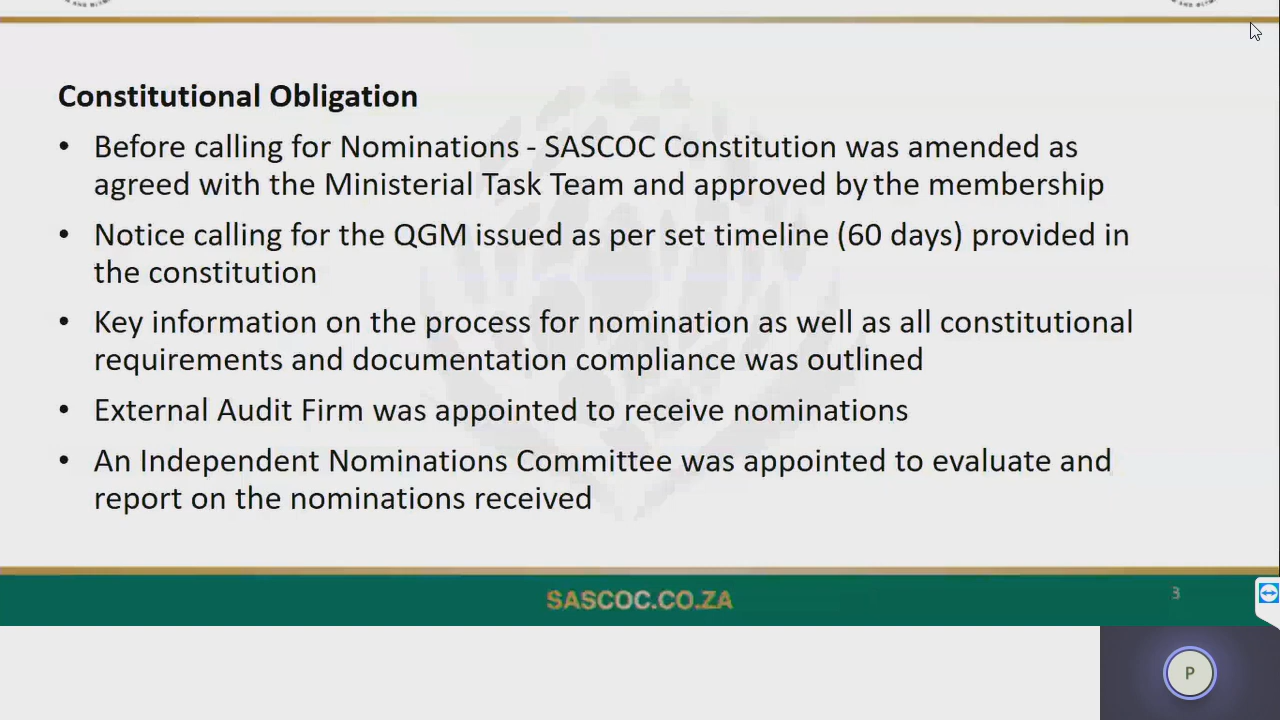 Constitutional Obligation
• Before calling for Nominations - SASCOC Constitution was amended as
agreed with the Ministerial Task Team and approved by the membership
• Notice calling for the QGM issued as per set timeline (60 days) provided in
the constitution
• Key information on the process for nomination as well as all constitutional
requirements and documentation compliance was outlined
• External Audit Firm was appointed to receive nominations
• An Independent Nominations Committee was appointed to evaluate and
report on the nominations received
SASCOC.CO.ZA
3
P